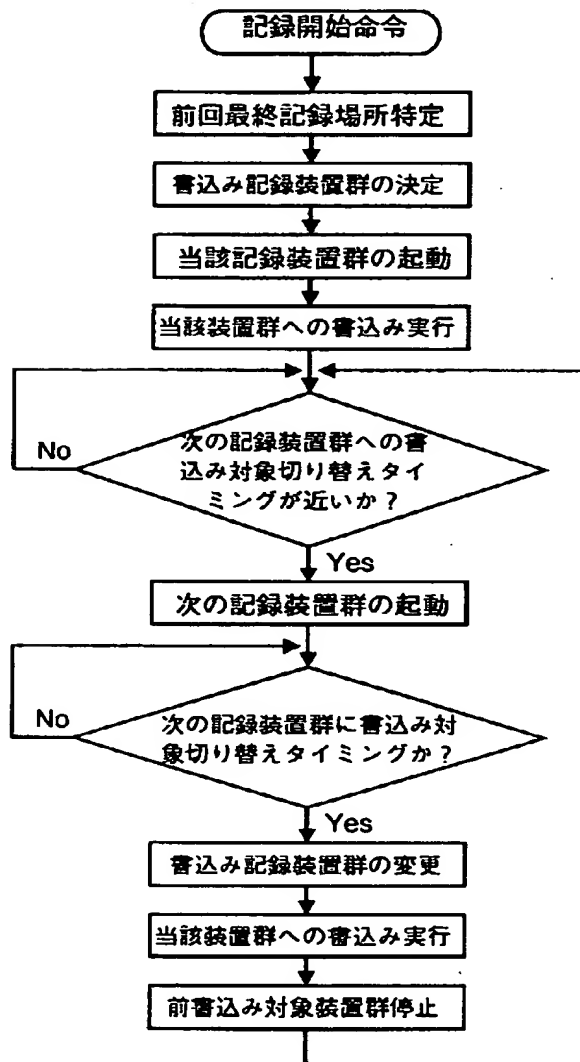 記録開始命令
前回最終記録場所特定
書込み記録装置群の決定
当該記録装置群の起動
当該装置群への書込み実行
次の記録装置群への書
込み対象切り替えタイ
ミングが近いか？
No
Yes
次の記録装置群の起動
次の記録装置群に書込み対
象切り替えタイミングか？
No
Yes
書込み記録装置群の変更
当該装置群への書込み実行
前書込み対象装置群停止